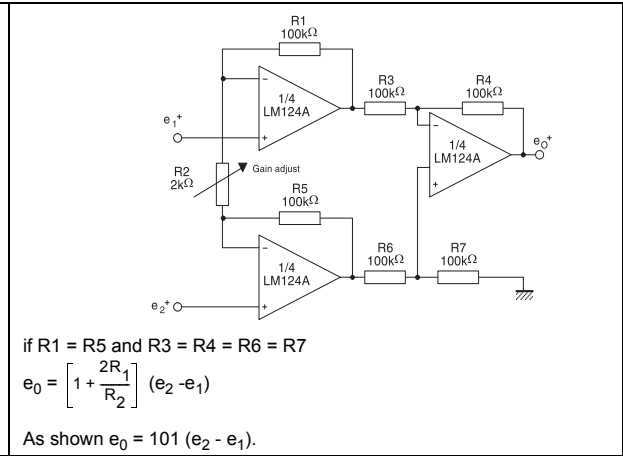 R1
100kΩ
1/4
LM124A
e1+
R3
100kΩ
R4
100kΩ
1/4
LM124A
eO+
R2
2kΩ
Gain adjust
R5
100kΩ
1/4
LM124A
e2+
R6
100kΩ
R7
100kΩ
if R1 = R5 and R3 = R4 = R6 = R7
e0 = [1 + 2R1/R2] (e2 -e1)
As shown e0 = 101 (e2 - e1).